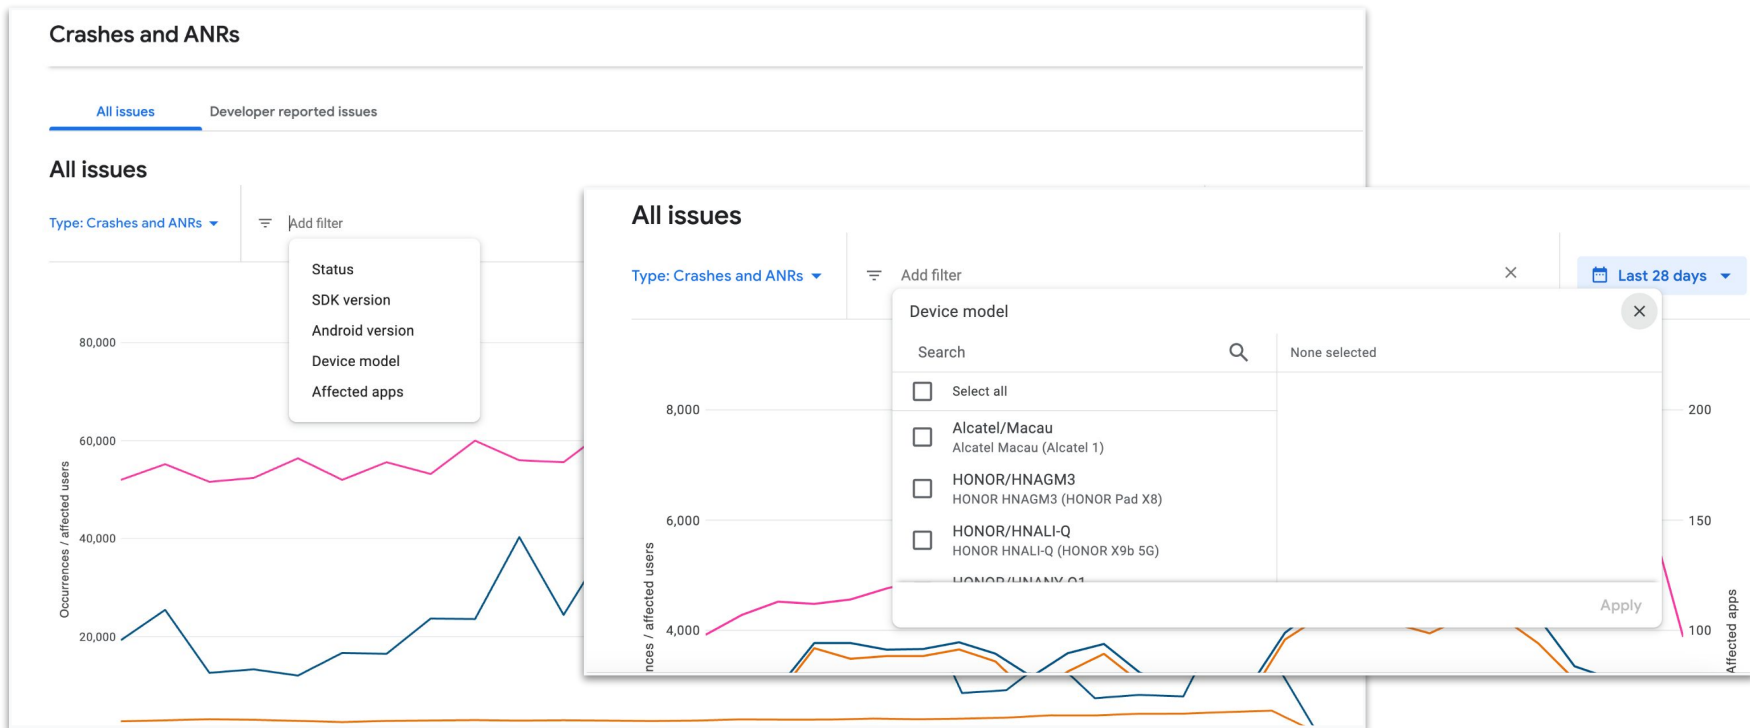 Crashes and ANRs
All issues
Developer reported issues
All issues
Type: Crashes and ANRs
Add filter
Status
SDK version
Android version
Device model
Affected apps
80,000
60,000
40,000
20,000
Occurrences / affected users
All issues
Type: Crashes and ANRs
Add filter
Last 28 days
Device model
Search
None selected
Select all
Alcatel/Macau
Alcatel Macau (Alcatel 1)
HONOR/HNAGM3
HONOR HNAGM3 (HONOR Pad X8)
HONOR/HNALI-Q
HONOR HNALI-Q (HONOR X9b 5G)
Apply
8,000
6,000
4,000
nces / affected users
200
150
100
Affected apps